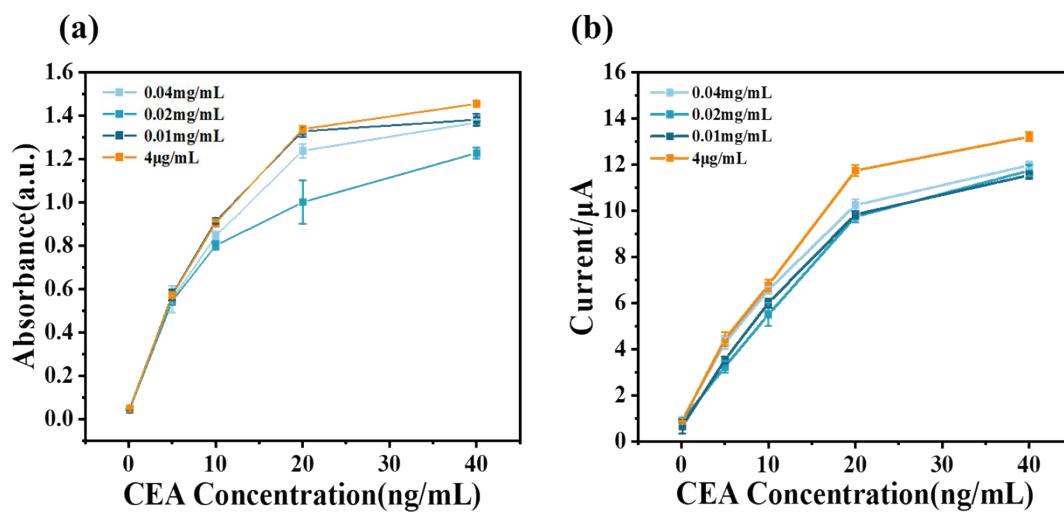 (a)
1.6
1.4
1.2
1.0
0.8
0.6
0.4
0.2
0.0
Absorbance(a.u.)
0.04mg/mL
0.02mg/mL
0.01mg/mL
4μg/mL
0 10 20 30 40
CEA Concentration(ng/mL)
(b)
16
14
12
10
8
6
4
2
0
Current/μA
0.04mg/mL
0.02mg/mL
0.01mg/mL
4μg/mL
0 10 20 30 40
CEA Concentration(ng/mL)